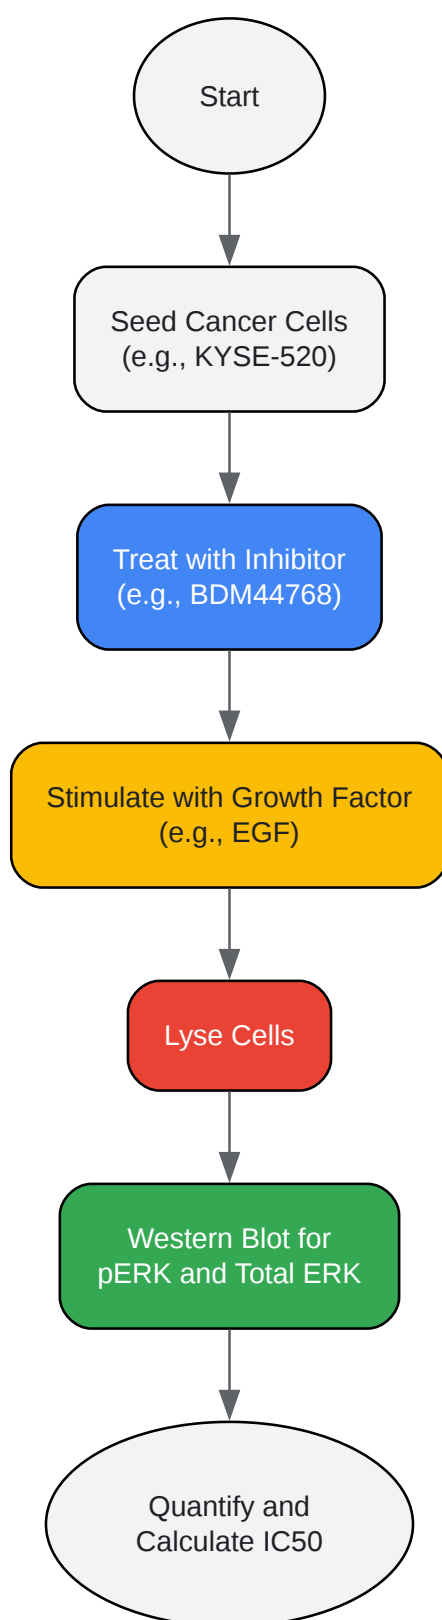 Start
Seed Cancer Cells
(e.g., KYSE-520)
Treat with Inhibitor
(e.g., BDM44768)
Stimulate with Growth Factor
(e.g., EGF)
Lyse Cells
Western Blot for
pERK and Total ERK
Quantify and
Calculate IC50